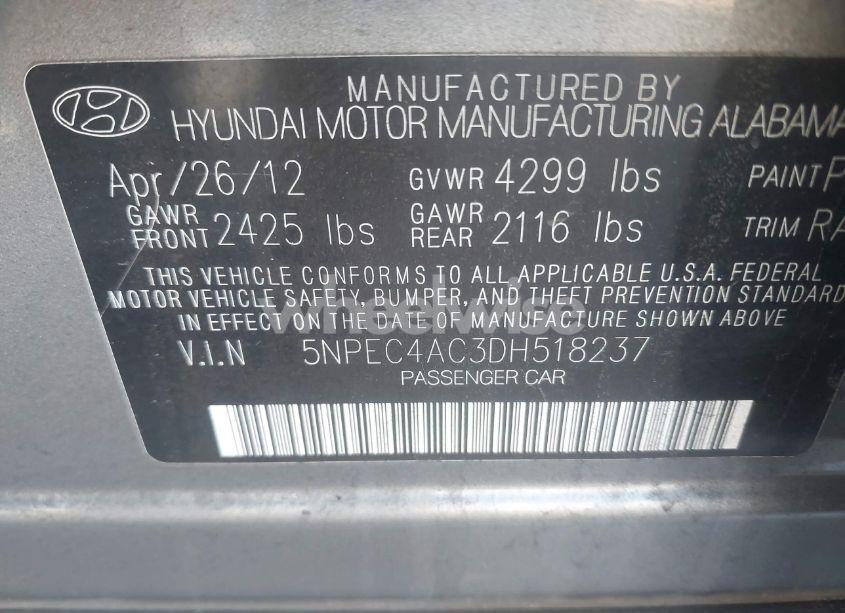 MANUFACTURED BY
HYUNDAI MOTOR MANUFACTURING ALABAMA
Apr/26/12 GVWR 4299 lbs PAINT P
GAWR FRONT 2425 lbs GAWR REAR 2116 lbs TRIM RA
THIS VEHICLE CONFORMS TO ALL APPLICABLE U.S.A. FEDERAL
MOTOR VEHICLE SAFETY, BUMPER, AND THEFT PREVENTION STANDARD
IN EFFECT ON THE DATE OF MANUFACTURE SHOWN ABOVE
wheelwise
V.I.N 5NPEC4AC3DH518237
PASSENGER CAR